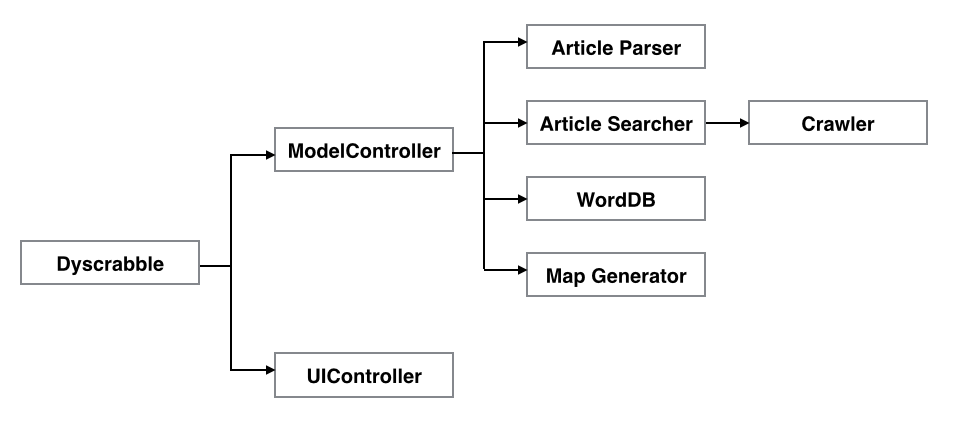 Article Parser
Article Searcher
Crawler
ModelController
WordDB
Dyscrabble
Map Generator
UIController